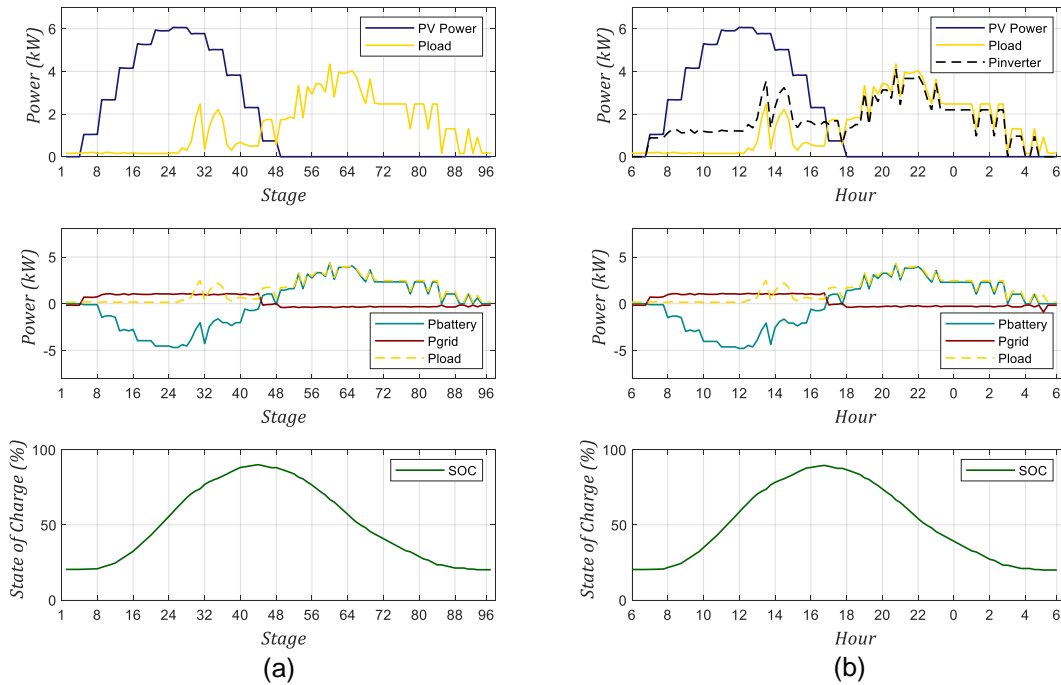 6
4
2
0
Power (kW)
PV Power
Pload
1 8 16 24 32 40 48 56 64 72 80 88 96
Stage
6
4
2
0
Power (kW)
PV Power
Pload
Pinverter
6 8 10 12 14 16 18 20 22 0 2 4 6
Hour
5
0
-5
Power (kW)
Pbattery
Pgrid
Pload
1 8 16 24 32 40 48 56 64 72 80 88 96
Stage
5
0
-5
Power (kW)
Pbattery
Pgrid
Pload
6 8 10 12 14 16 18 20 22 0 2 4 6
Hour
100
50
0
State of Charge (%)
SOC
1 8 16 24 32 40 48 56 64 72 80 88 96
Stage
(a)
100
50
0
State of Charge (%)
SOC
6 8 10 12 14 16 18 20 22 0 2 4 6
Hour
(b)